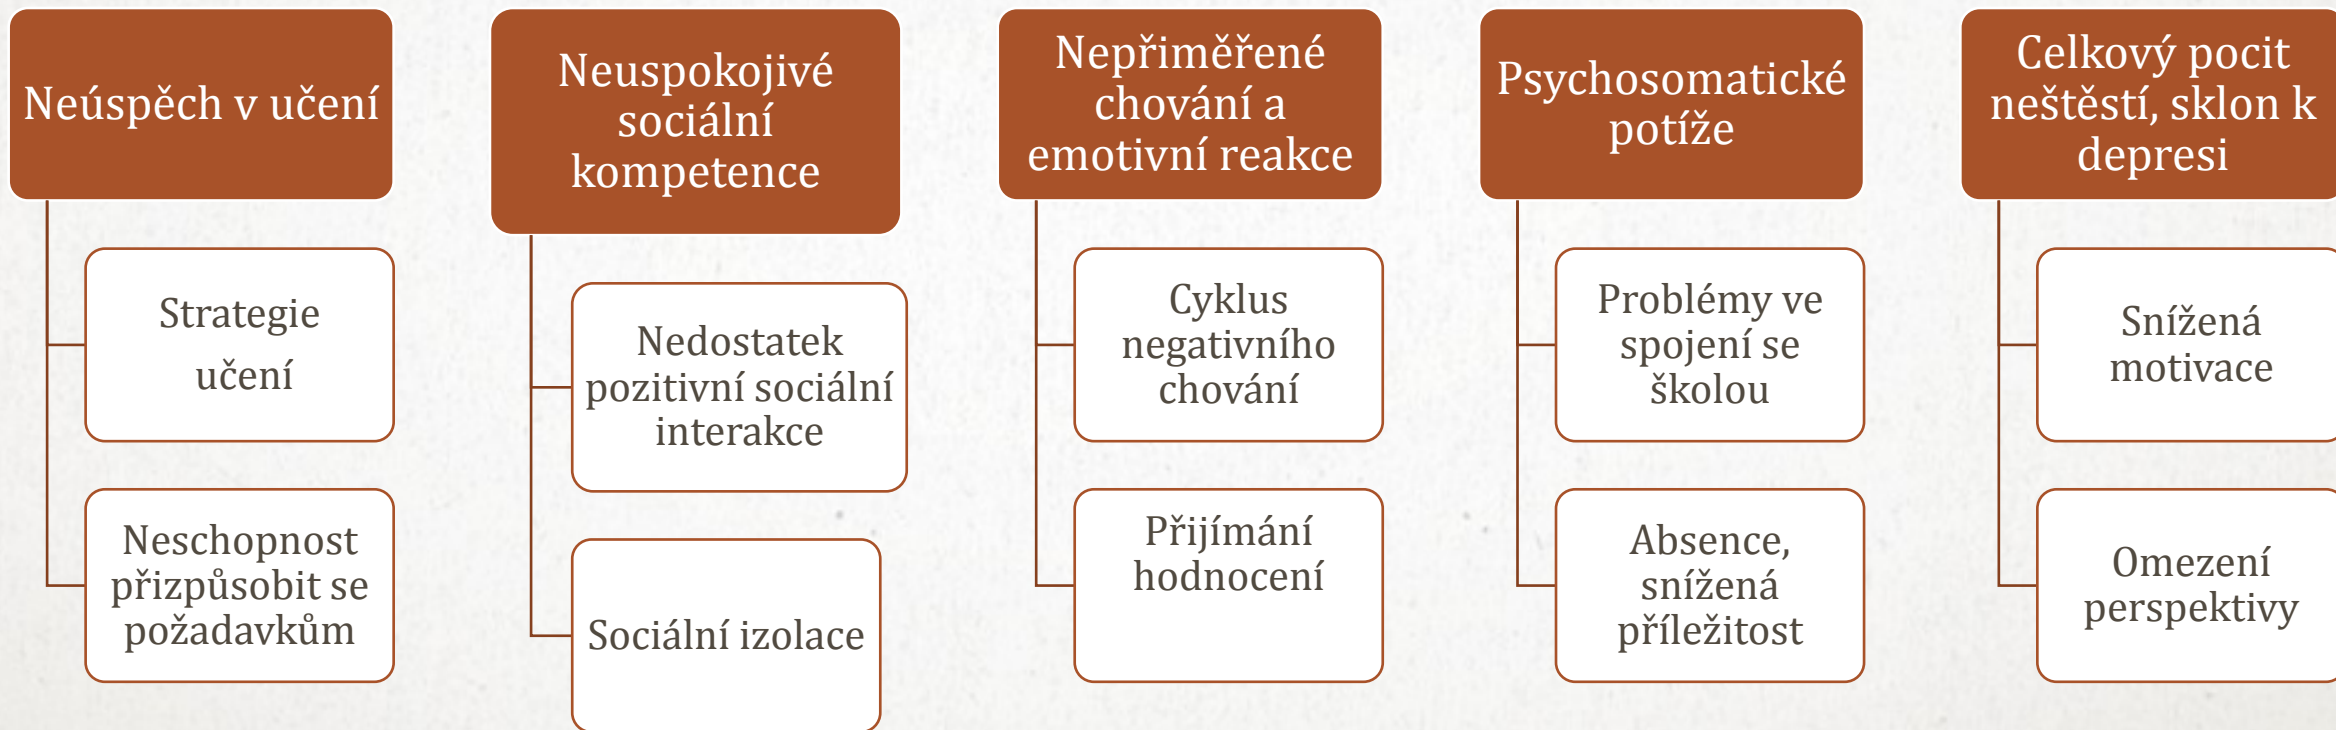 Neúspěch v učení
Strategie
učení
Neschopnost
přizpůsobit se
požadavkům
Neuspokojivé
sociální
kompetence
Nedostatek
pozitivní sociální
interakce
Sociální izolace
Nepřiměřené
chování a
emotivní reakce
Cyklus
negativního
chování
Přijímání
hodnocení
Psychosomatické
potíže
Problémy ve
spojení se
školou
Absence,
snížená
příležitost
Celkový pocit
neštěstí, sklon k
depresi
Snížená
motivace
Omezení
perspektivy